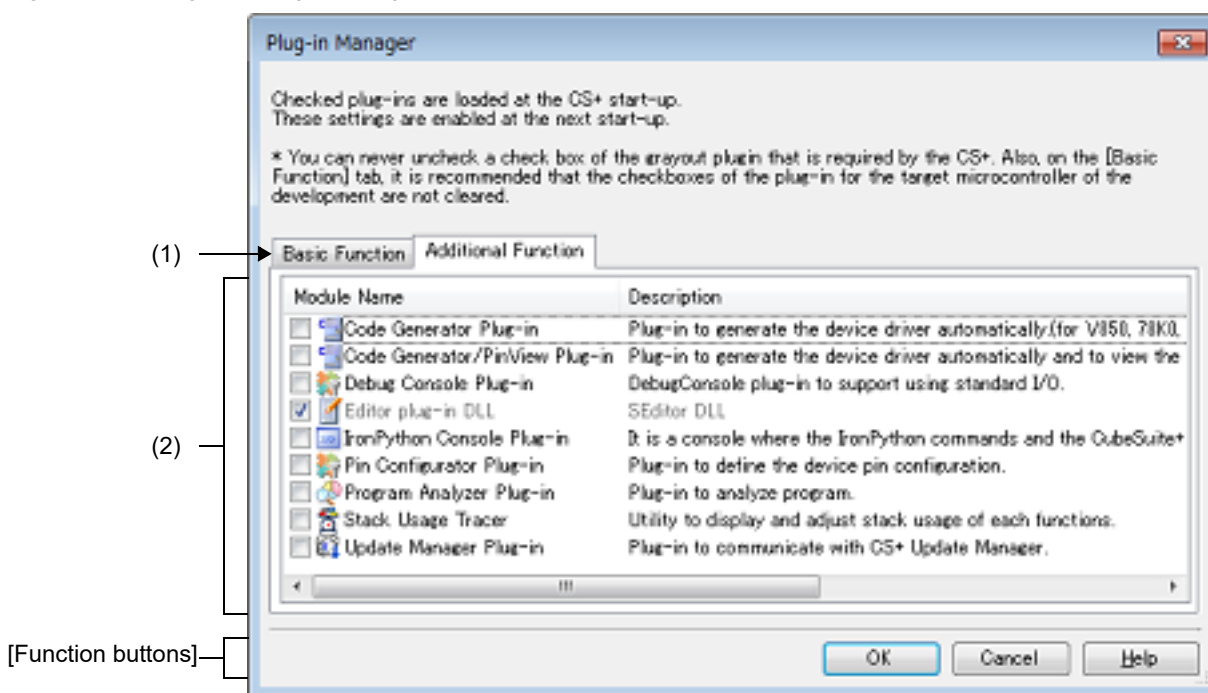 Plug-in Manager
Checked plug-ins are loaded at the CS+ start-up.
These settings are enabled at the next start-up.
* You can never uncheck a check box of the grayout plugin that is required by the CS+. Also, on the [Basic
Function] tab, it is recommended that the checkboxes of the plug-in for the target microcontroller of the
development are not cleared.
(1)
Basic Function Additional Function
Module Name Description
Code Generator Plug-in Plug-in to generate the device driver automatically.(for V850, 78K0,
Code Generator/PinView Plug-in Plug-in to generate the device driver automatically and to view the
Debug Console Plug-in DebugConsole plug-in to support using standard I/O.
Editor plug-in DLL SEditor DLL
(2)
IronPython Console Plug-in It is a console where the IronPython commands and the CubeSuite+
Pin Configurator Plug-in Plug-in to define the device pin configuration.
Program Analyzer Plug-in Plug-in to analyze program.
Stack Usage Tracer Utility to display and adjust stack usage of each functions.
Update Manager Plug-in Plug-in to communicate with CS+ Update Manager.
[Function buttons]
OK Cancel Help